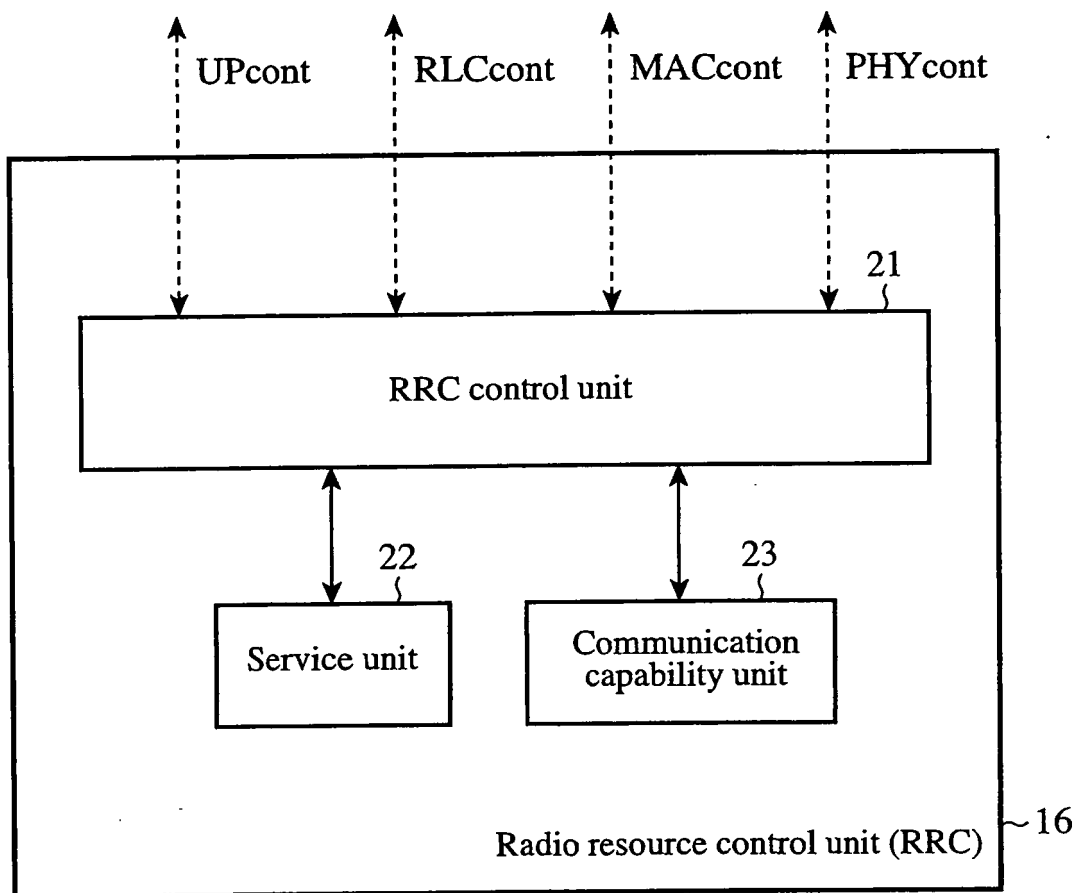 UPcont RLCcont MACcont PHYcont
21
RRC control unit
22
23
Service unit
Communication
capability unit
16
Radio resource control unit (RRC)